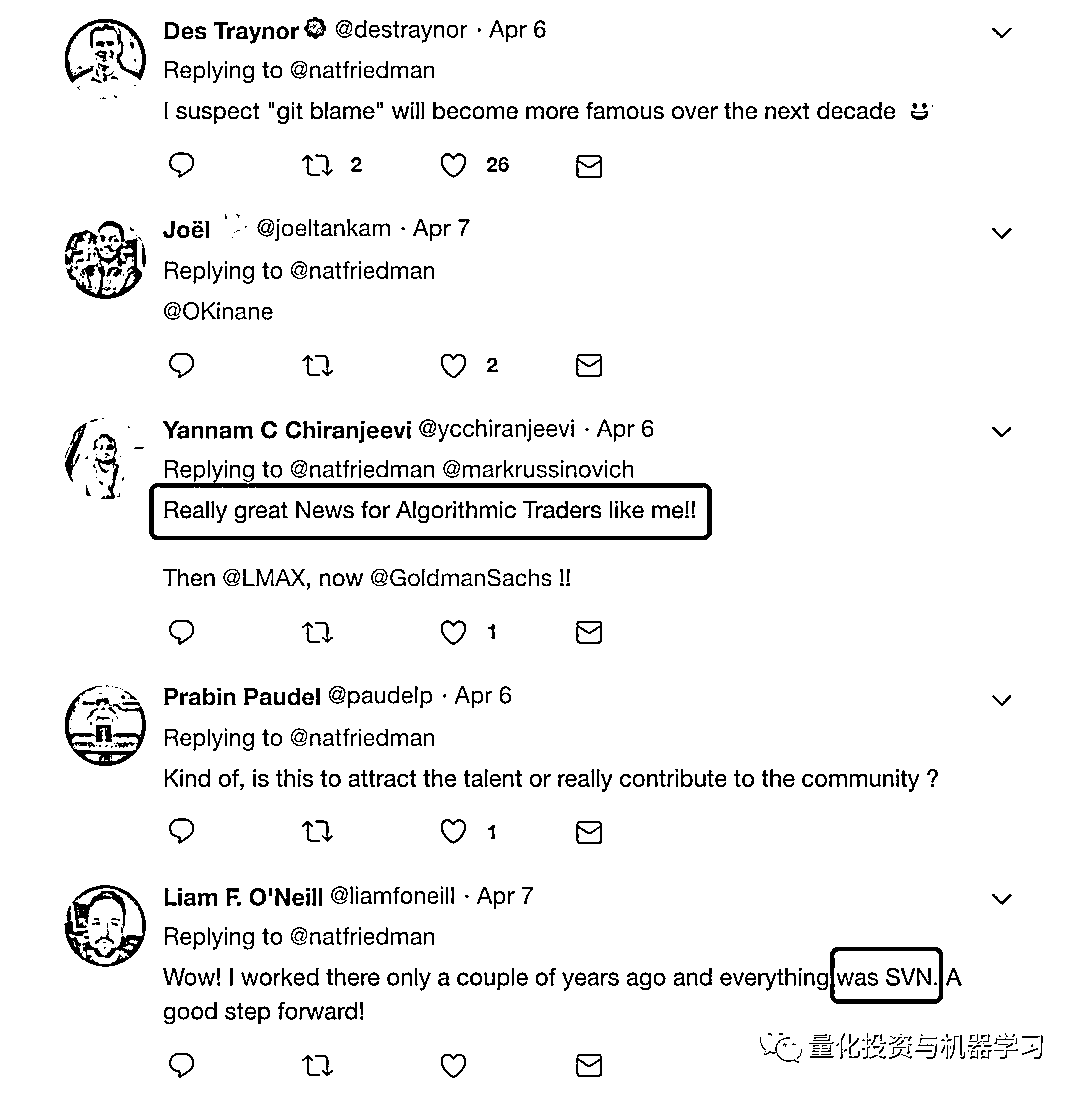 Des Traynor @destraynor · Apr 6
Replying to @natfriedman
I suspect "git blame" will become more famous over the next decade 😃
2 26
Joël @joeltankam · Apr 7
Replying to @natfriedman
@OKinane
2
Yannam C Chiranjeevi @ycchiranjeevi · Apr 6
Replying to @natfriedman @markrussinovich
Really great News for Algorithmic Traders like me!!
Then @LMAX, now @GoldmanSachs !!
1
Prabin Paudel @paudelp · Apr 6
Replying to @natfriedman
Kind of, is this to attract the talent or really contribute to the community ?
1
Liam F. O'Neill @liamfoneill · Apr 7
Replying to @natfriedman
Wow! I worked there only a couple of years ago and everything was SVN. A
good step forward!
量化投资与机器学习